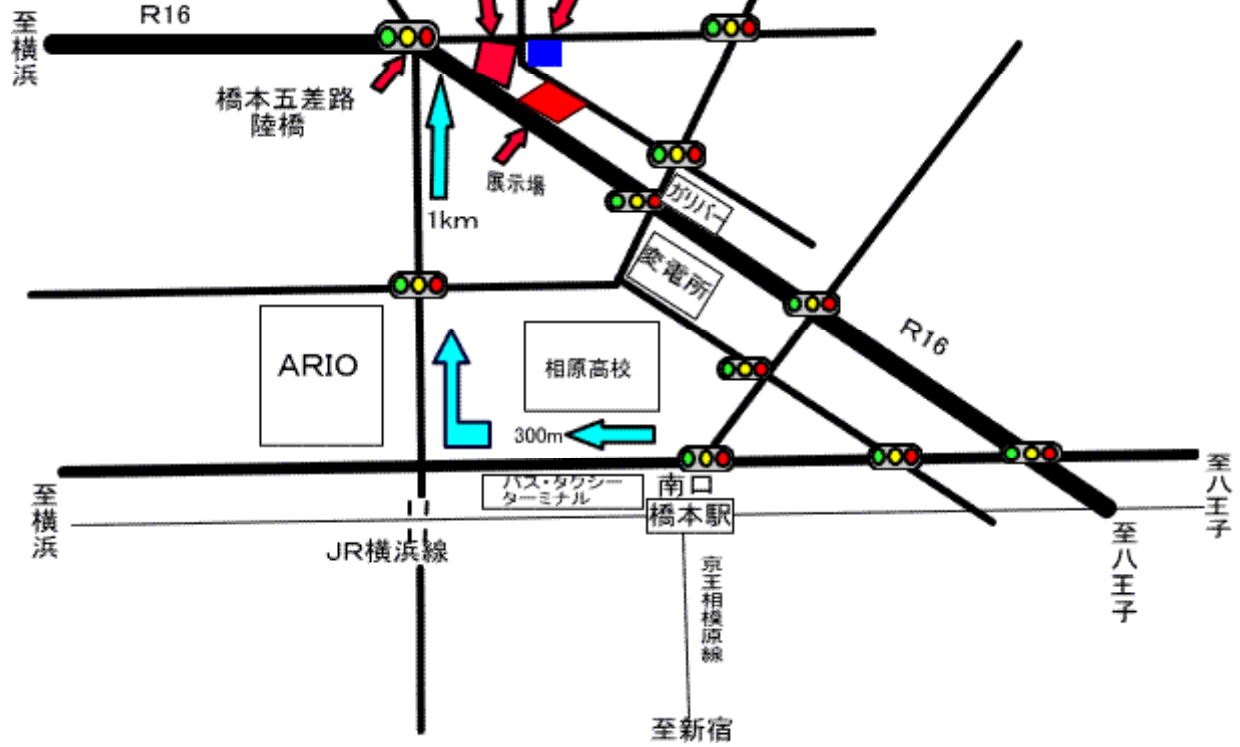 R16
至横浜
橋本五差路
陸橋
展示場
1km
ガリバー
変電所
R16
ARIO
相原高校
300m
バス・タクシー
ターミナル
南口
橋本駅
至横浜
至八王子
至八王子
JR横浜線
京王相模原線
至新宿